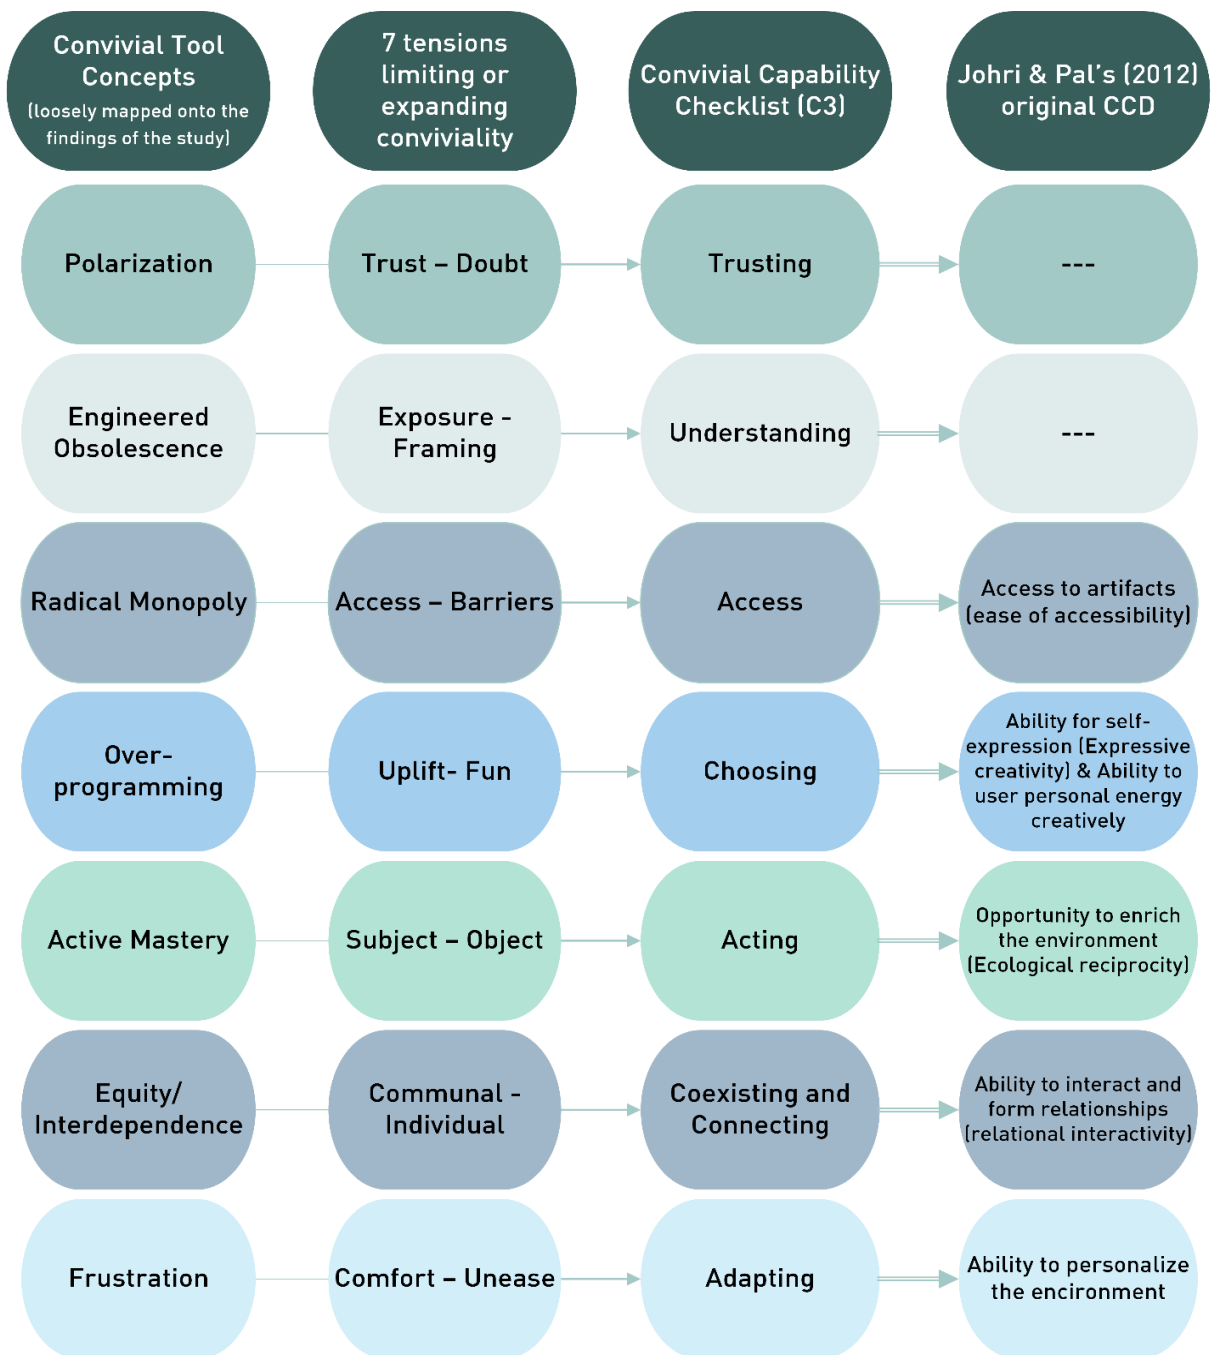 Convivial Tool
Concepts
(loosely mapped onto the
findings of the study)
7 tensions
limiting or
expanding
conviviality
Convivial Capability
Checklist (C3)
Johri & Pal's (2012)
original CCD
Polarization
Trust – Doubt
Trusting
---
Engineered
Obsolescence
Exposure -
Framing
Understanding
---
Radical Monopoly
Access – Barriers
Access
Access to artifacts
(ease of accessibility)
Over-
programming
Uplift- Fun
Choosing
Ability for self-
expression (Expressive
creativity) & Ability to
user personal energy
creatively
Active Mastery
Subject – Object
Acting
Opportunity to enrich
the environment
(Ecological reciprocity)
Equity/
Interdependence
Communal -
Individual
Coexisting and
Connecting
Ability to interact and
form relationships
(relational interactivity)
Frustration
Comfort – Unease
Adapting
Ability to personalize
the encironment